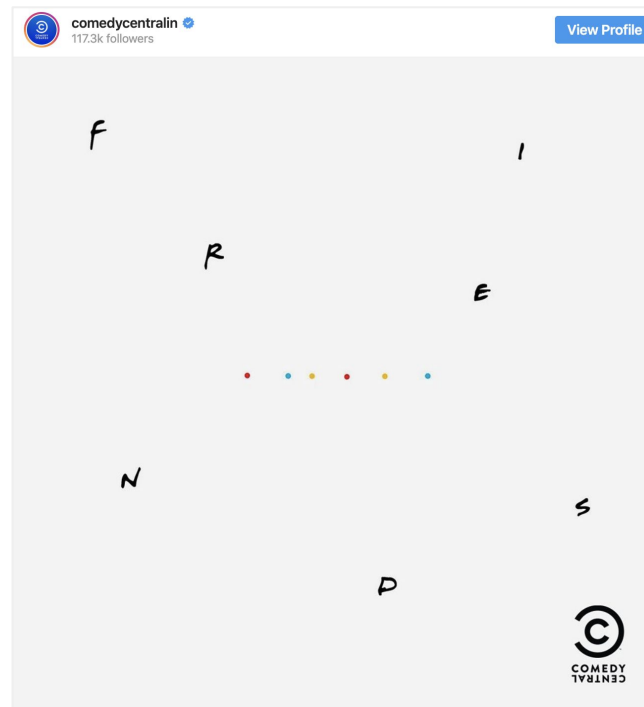 comedycentralin
117.3k followers
View Profile
F
I
R
E
N
S
D
COMEDY
CENTRAL